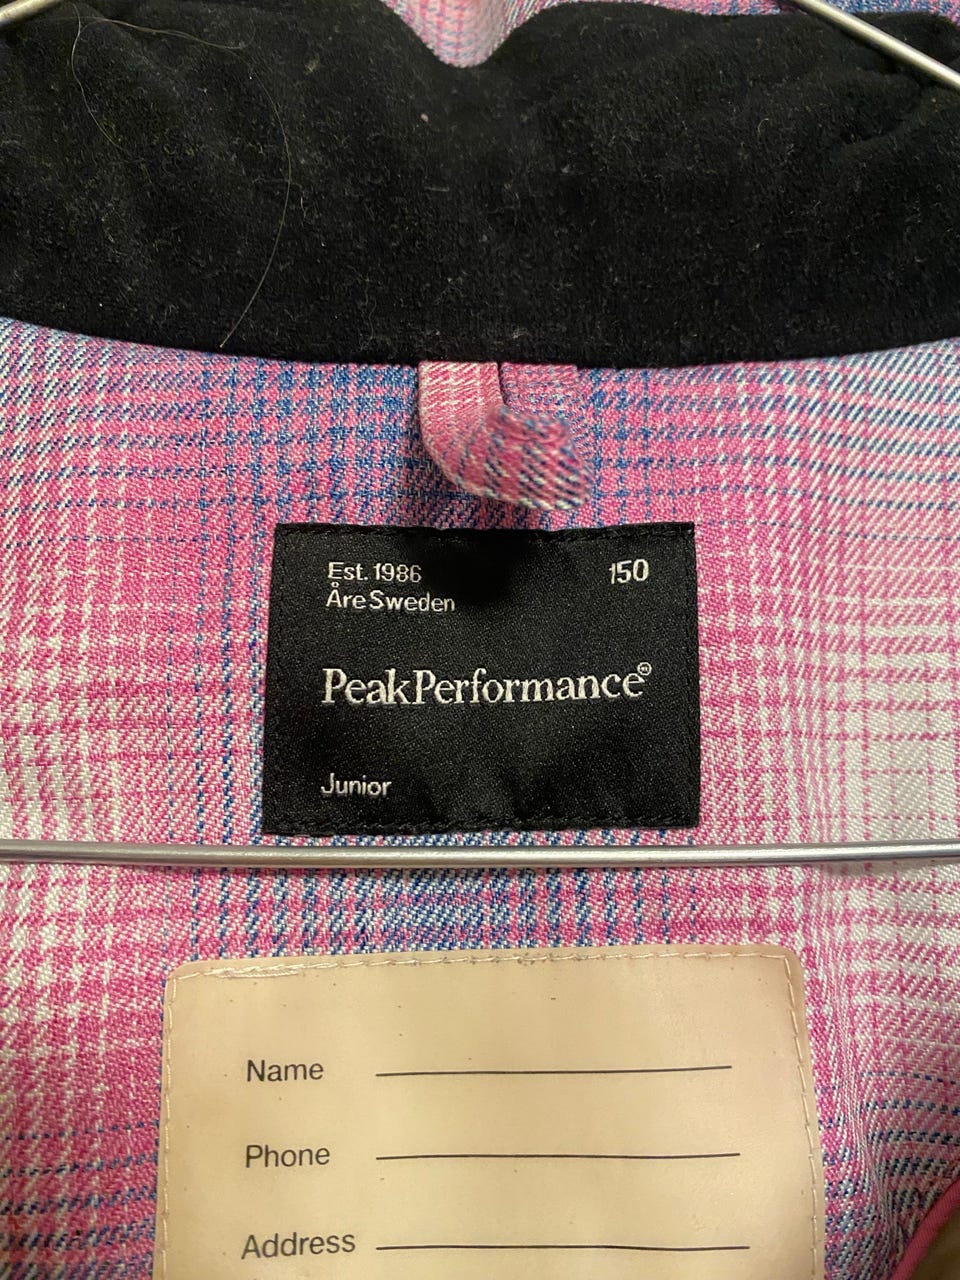 Est. 1986
150
Åre Sweden
PeakPerformance®
Junior
Name
Phone
Address